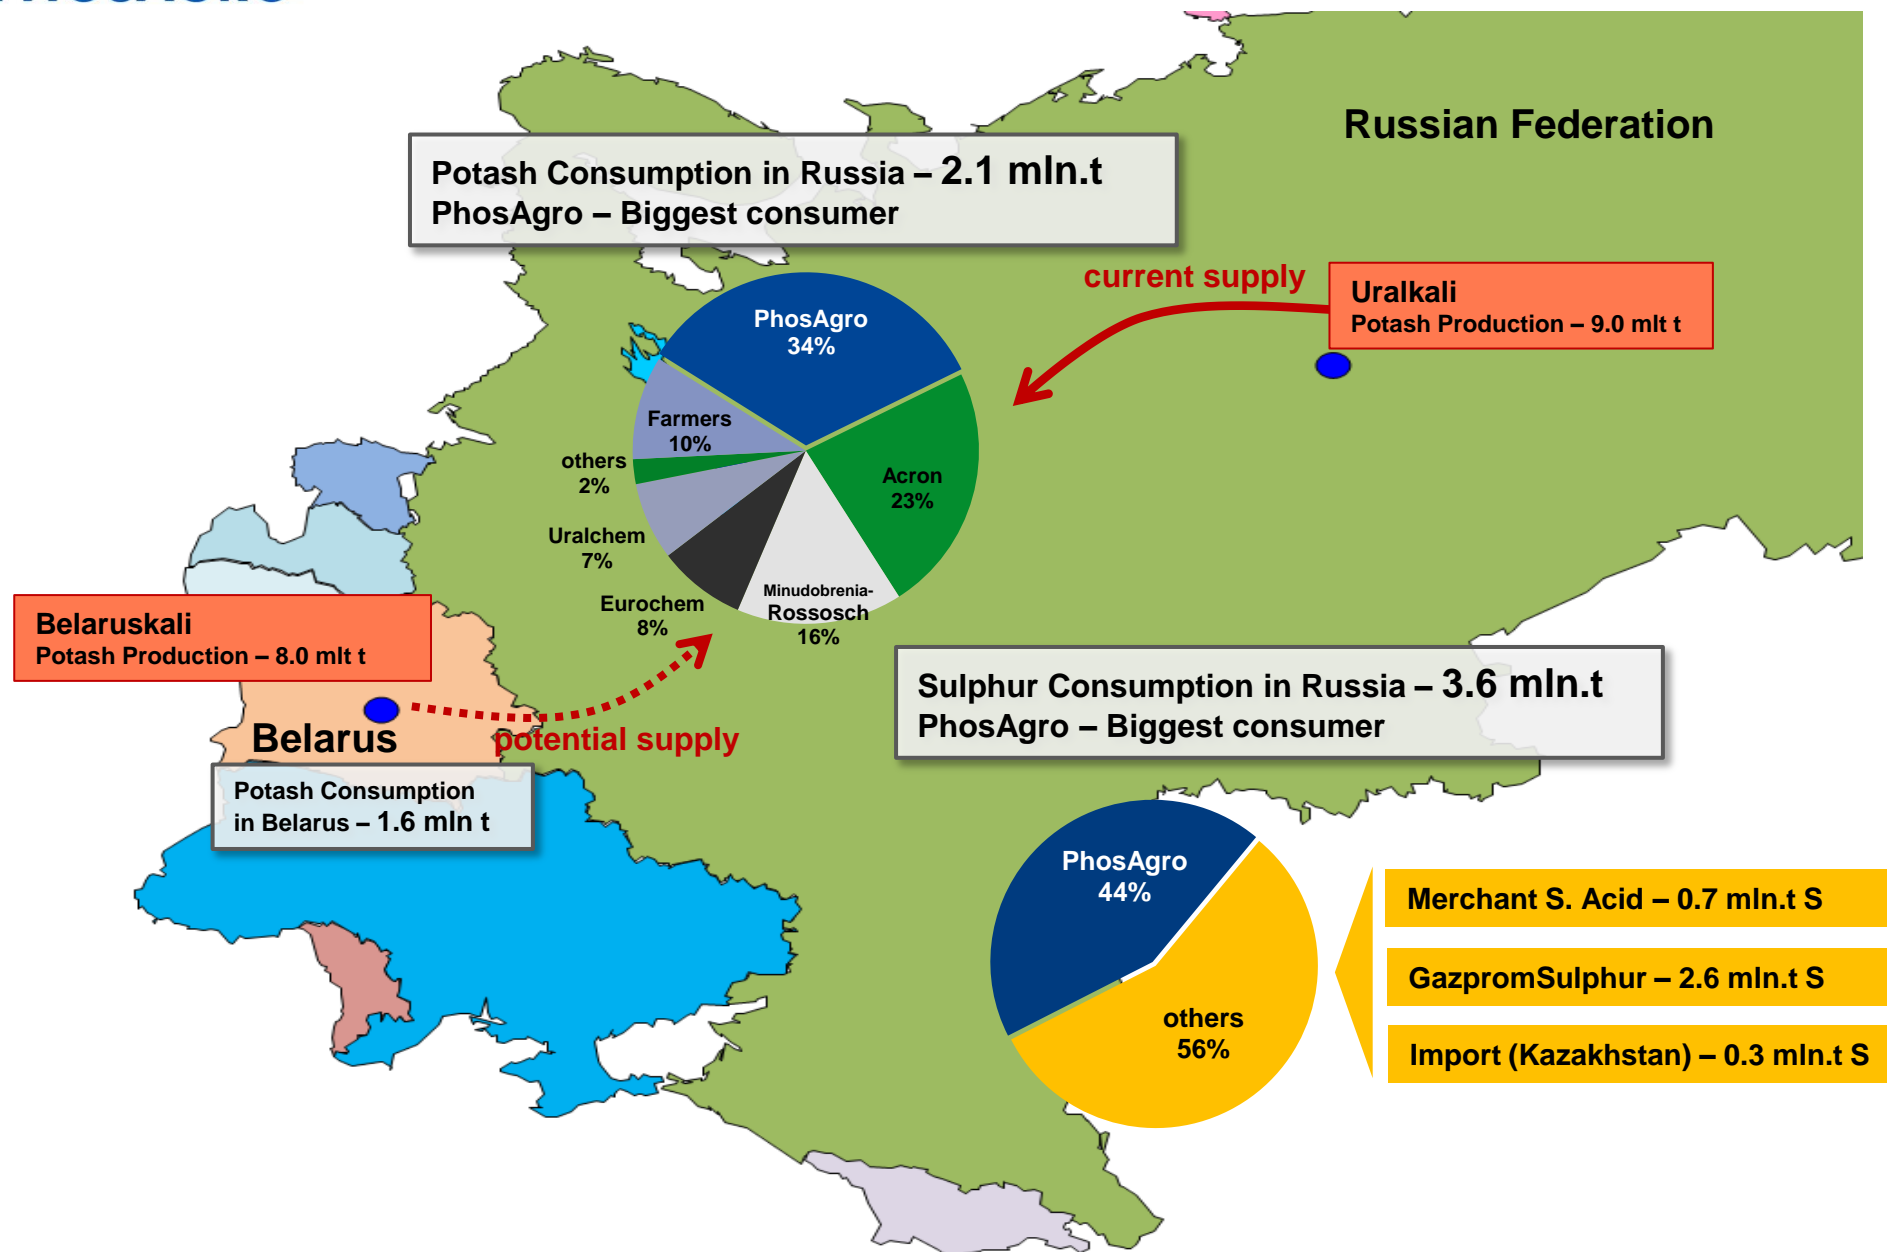 Russian Federation
Potash Consumption in Russia – 2.1 mln.t
PhosAgro – Biggest consumer
current supply
Uralkali
Potash Production – 9.0 mlt t
PhosAgro
34%
Farmers
10%
others
2%
Acron
23%
Uralchem
7%
Eurochem
8%
Minudobrenia-
Rossosch
16%
Belaruskali
Potash Production – 8.0 mlt t
Belarus
potential supply
Potash Consumption
in Belarus – 1.6 mln t
Sulphur Consumption in Russia – 3.6 mln.t
PhosAgro – Biggest consumer
PhosAgro
44%
others
56%
Merchant S. Acid – 0.7 mln.t S
GazpromSulphur – 2.6 mln.t S
Import (Kazakhstan) – 0.3 mln.t S